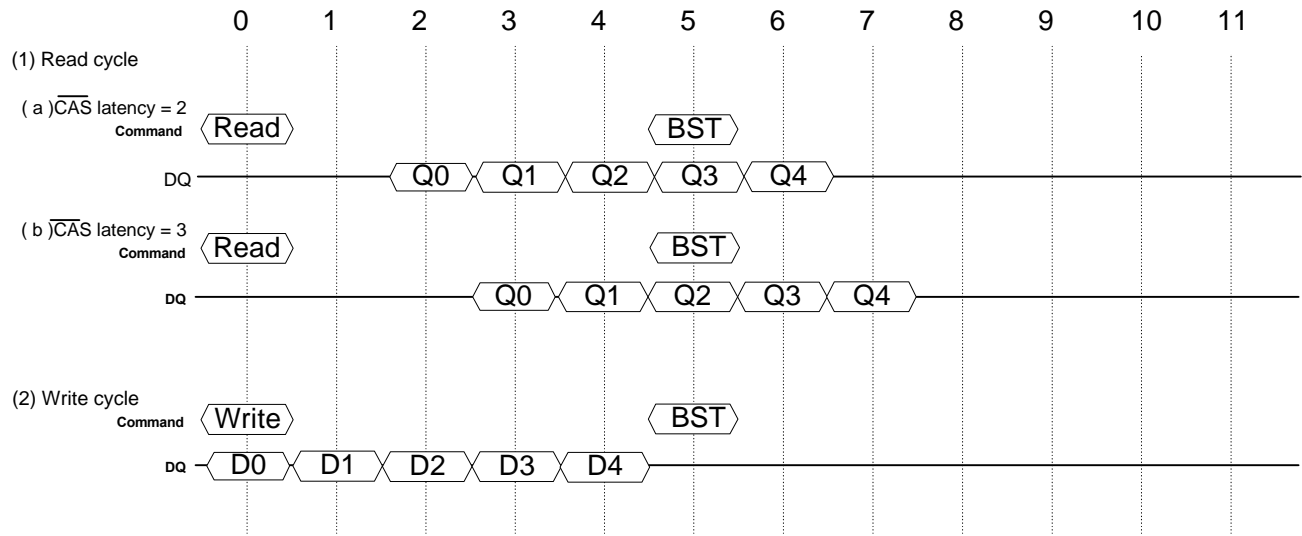 0 1 2 3 4 5 6 7 8 9 10 11
(1) Read cycle
( a )CAS latency = 2
Command Read BST
DQ Q0 Q1 Q2 Q3 Q4
( b )CAS latency = 3
Command Read BST
DQ Q0 Q1 Q2 Q3 Q4
(2) Write cycle
Command Write BST
DQ D0 D1 D2 D3 D4